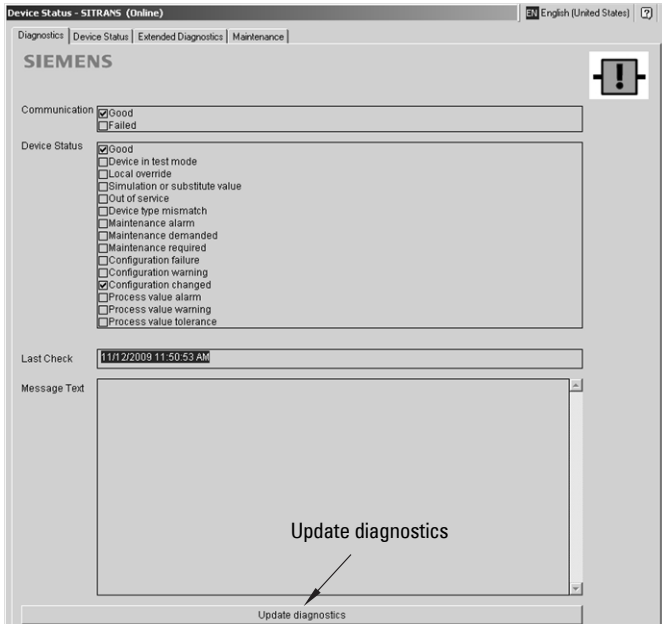 Device Status - SITRANS (Online)
EN English (United States) ?
Diagnostics Device Status Extended Diagnostics Maintenance
SIEMENS
!
Communication
Good
Failed
Device Status
Good
Device in test mode
Local override
Simulation or substitute value
Out of service
Device type mismatch
Maintenance alarm
Maintenance demanded
Maintenance required
Configuration failure
Configuration warning
Configuration changed
Process value alarm
Process value warning
Process value tolerance
Last Check 11/12/2009 11:50:53 AM
Message Text
Update diagnostics
Update diagnostics